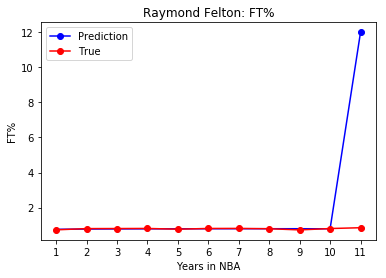 Raymond Felton: FT%
Prediction
True
12
10
8
6
4
2
FT%
1 2 3 4 5 6 7 8 9 10 11
Years in NBA